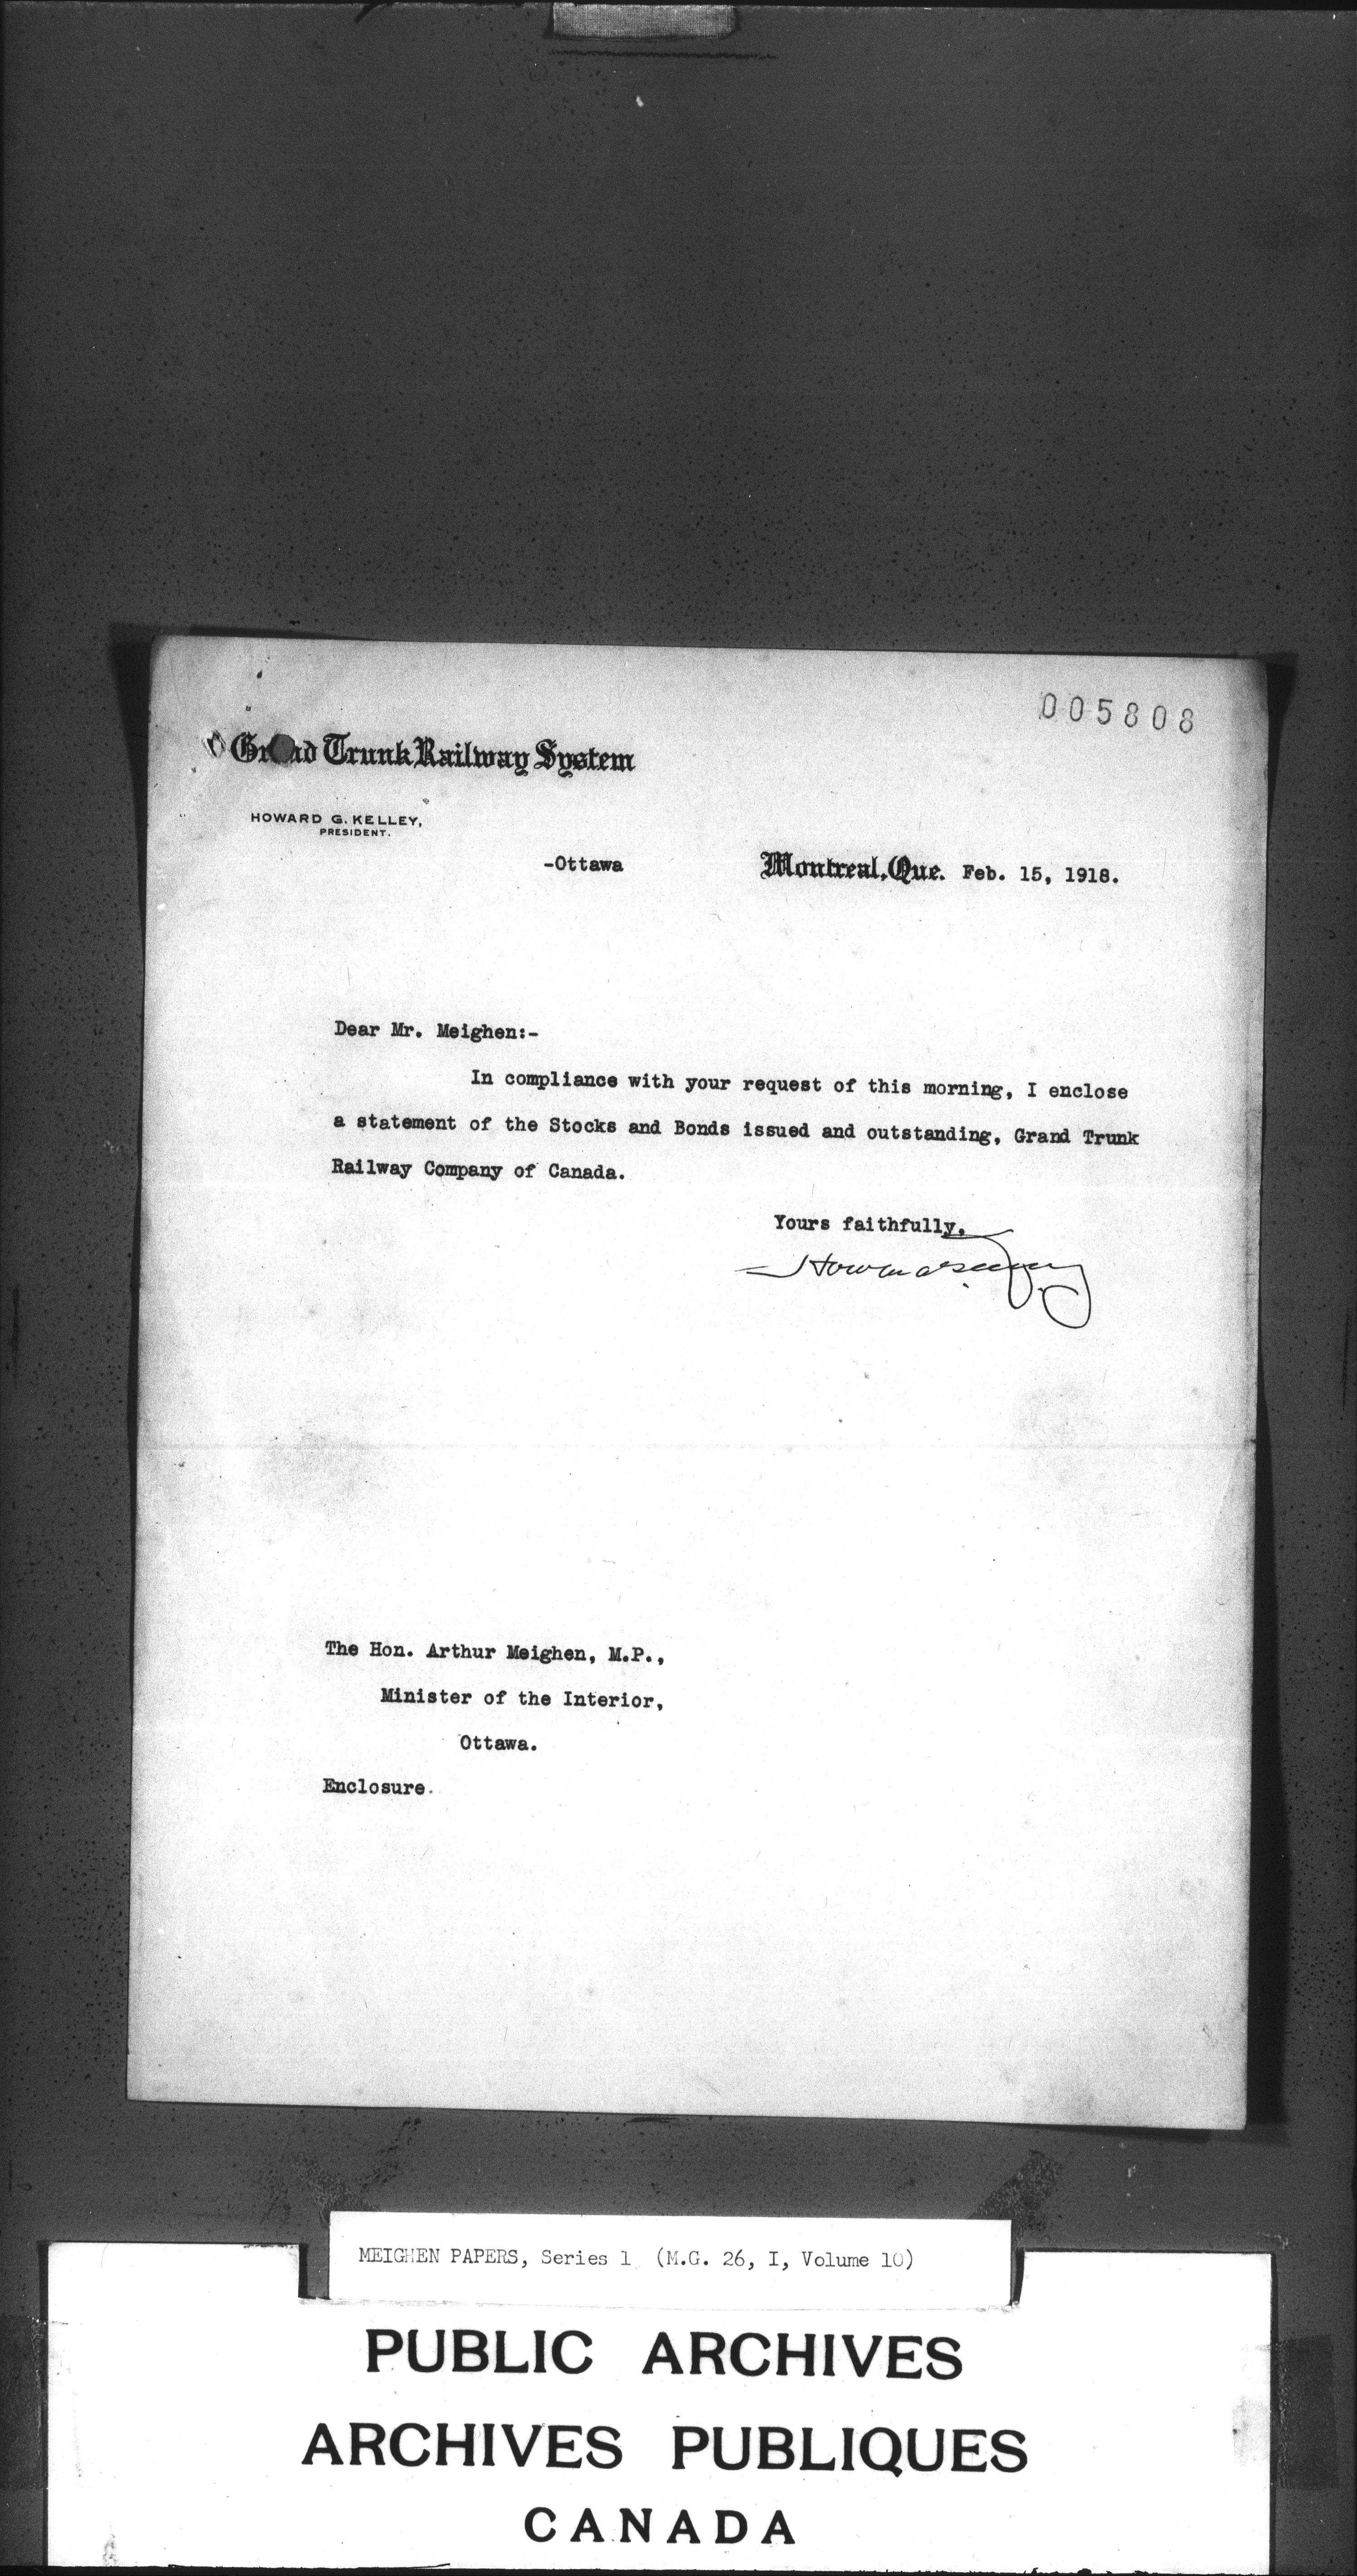 005808
Grand Trunk Railway System
HOWARD G. KELLEY,
PRESIDENT.
-Ottawa
Montreal, Que. Feb. 15, 1918.
Dear Mr. Meighen:-
In compliance with your request of this morning, I enclose
a statement of the Stocks and Bonds issued and outstanding, Grand Trunk
Railway Company of Canada.
Yours faithfully,
The Hon. Arthur Meighen, M.P.,
Minister of the Interior,
Ottawa.
Enclosure.
MEIGHEN PAPERS, Series 1 (M.G. 26, I, Volume 10)
PUBLIC ARCHIVES
ARCHIVES PUBLIQUES
CANADA